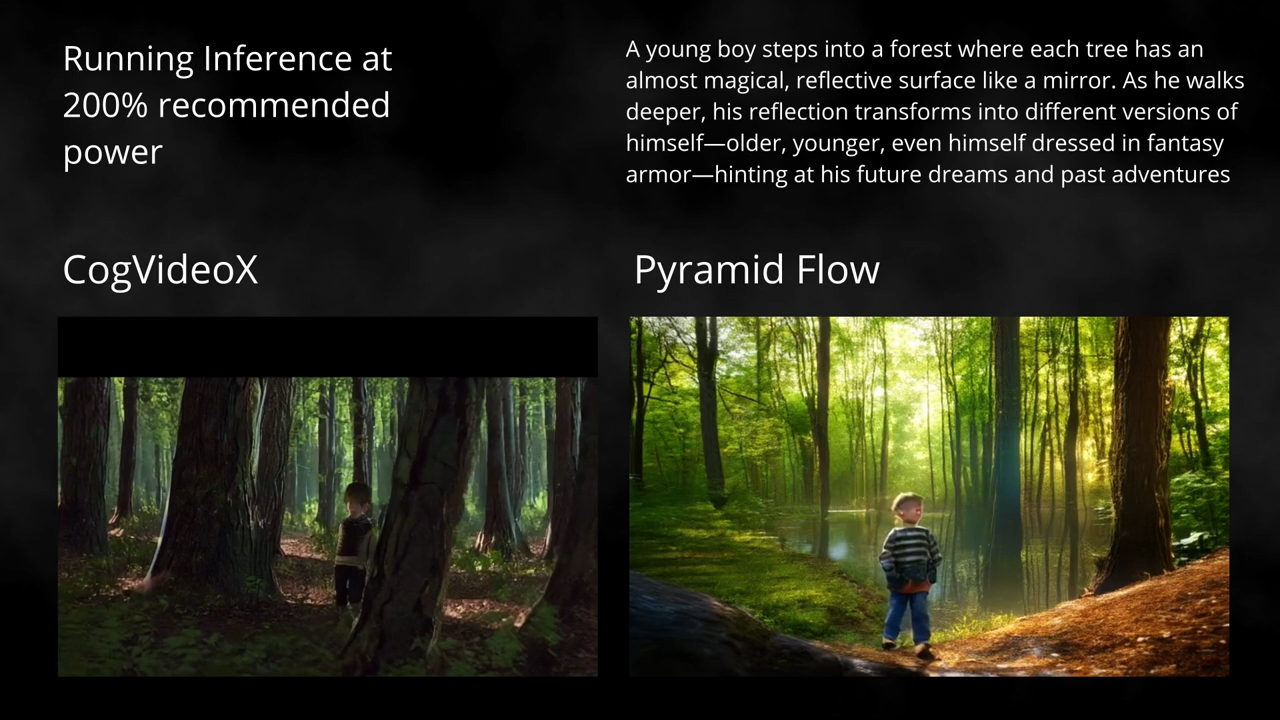 Running Inference at
200% recommended
power
A young boy steps into a forest where each tree has an
almost magical, reflective surface like a mirror. As he walks
deeper, his reflection transforms into different versions of
himself—older, younger, even himself dressed in fantasy
armor—hinting at his future dreams and past adventures
CogVideoX
Pyramid Flow